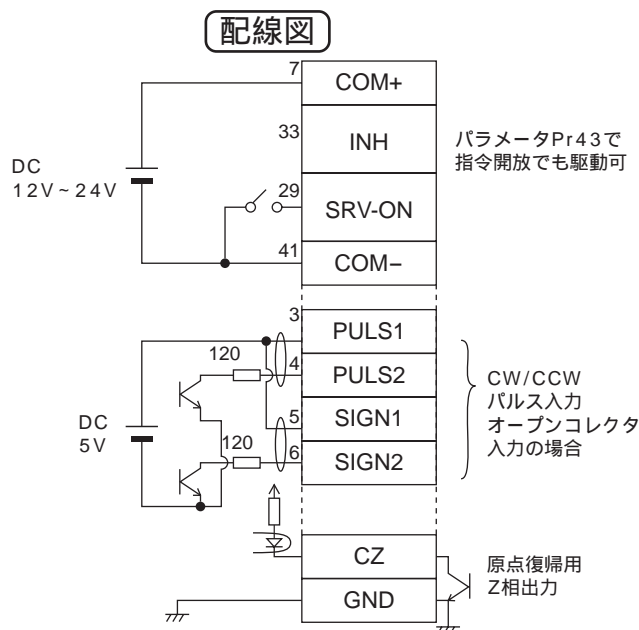 配線図
7
COM+
33
INH
パラメータPr43で
指令開放でも駆動可
DC
12V~24V
29
SRV-ON
41
COM−
3
PULS1
120
4
PULS2
5
SIGN1
DC
5V
120
6
SIGN2
CW/CCW
パルス入力
オープンコレクタ
入力の場合
CZ
原点復帰用
Z相出力
GND